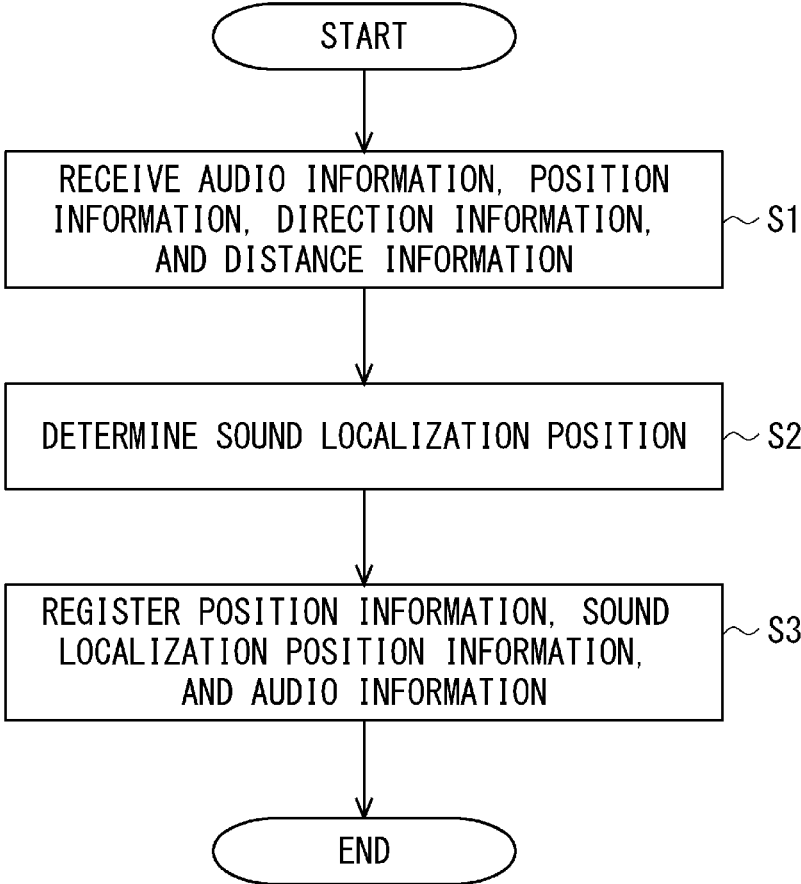 START
RECEIVE AUDIO INFORMATION, POSITION
INFORMATION, DIRECTION INFORMATION,
AND DISTANCE INFORMATION
S1
DETERMINE SOUND LOCALIZATION POSITION
S2
REGISTER POSITION INFORMATION, SOUND
LOCALIZATION POSITION INFORMATION,
AND AUDIO INFORMATION
S3
END